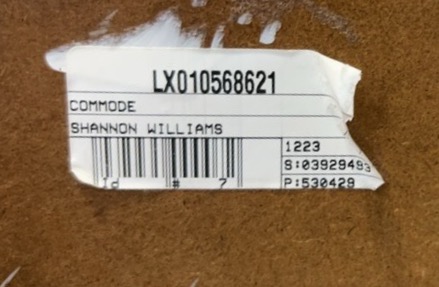 LX010568621
COMMODE
SHANNON WILLIAMS
1223
S:03929493
P:530429
Id # 7